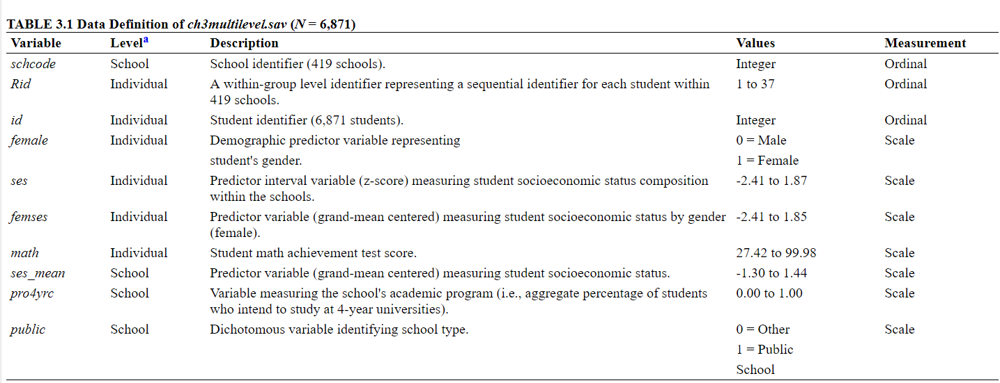 TABLE 3.1 Data Definition of ch3multilevel.sav (N = 6,871)
Variable Levela Description Values Measurement
schcode School School identifier (419 schools). Integer Ordinal
Rid Individual A within-group level identifier representing a sequential identifier for each student within 1 to 37 Ordinal
419 schools.
id Individual Student identifier (6,871 students). Integer Ordinal
female Individual Demographic predictor variable representing 0 = Male Scale
student's gender. 1 = Female
ses Individual Predictor interval variable (z-score) measuring student socioeconomic status composition -2.41 to 1.87 Scale
within the schools.
femses Individual Predictor variable (grand-mean centered) measuring student socioeconomic status by gender -2.41 to 1.85 Scale
(female).
math Individual Student math achievement test score. 27.42 to 99.98 Scale
ses_mean School Predictor variable (grand-mean centered) measuring student socioeconomic status. -1.30 to 1.44 Scale
pro4yrc School Variable measuring the school's academic program (i.e., aggregate percentage of students 0.00 to 1.00 Scale
who intend to study at 4-year universities).
public School Dichotomous variable identifying school type. 0 = Other Scale
1 = Public
School